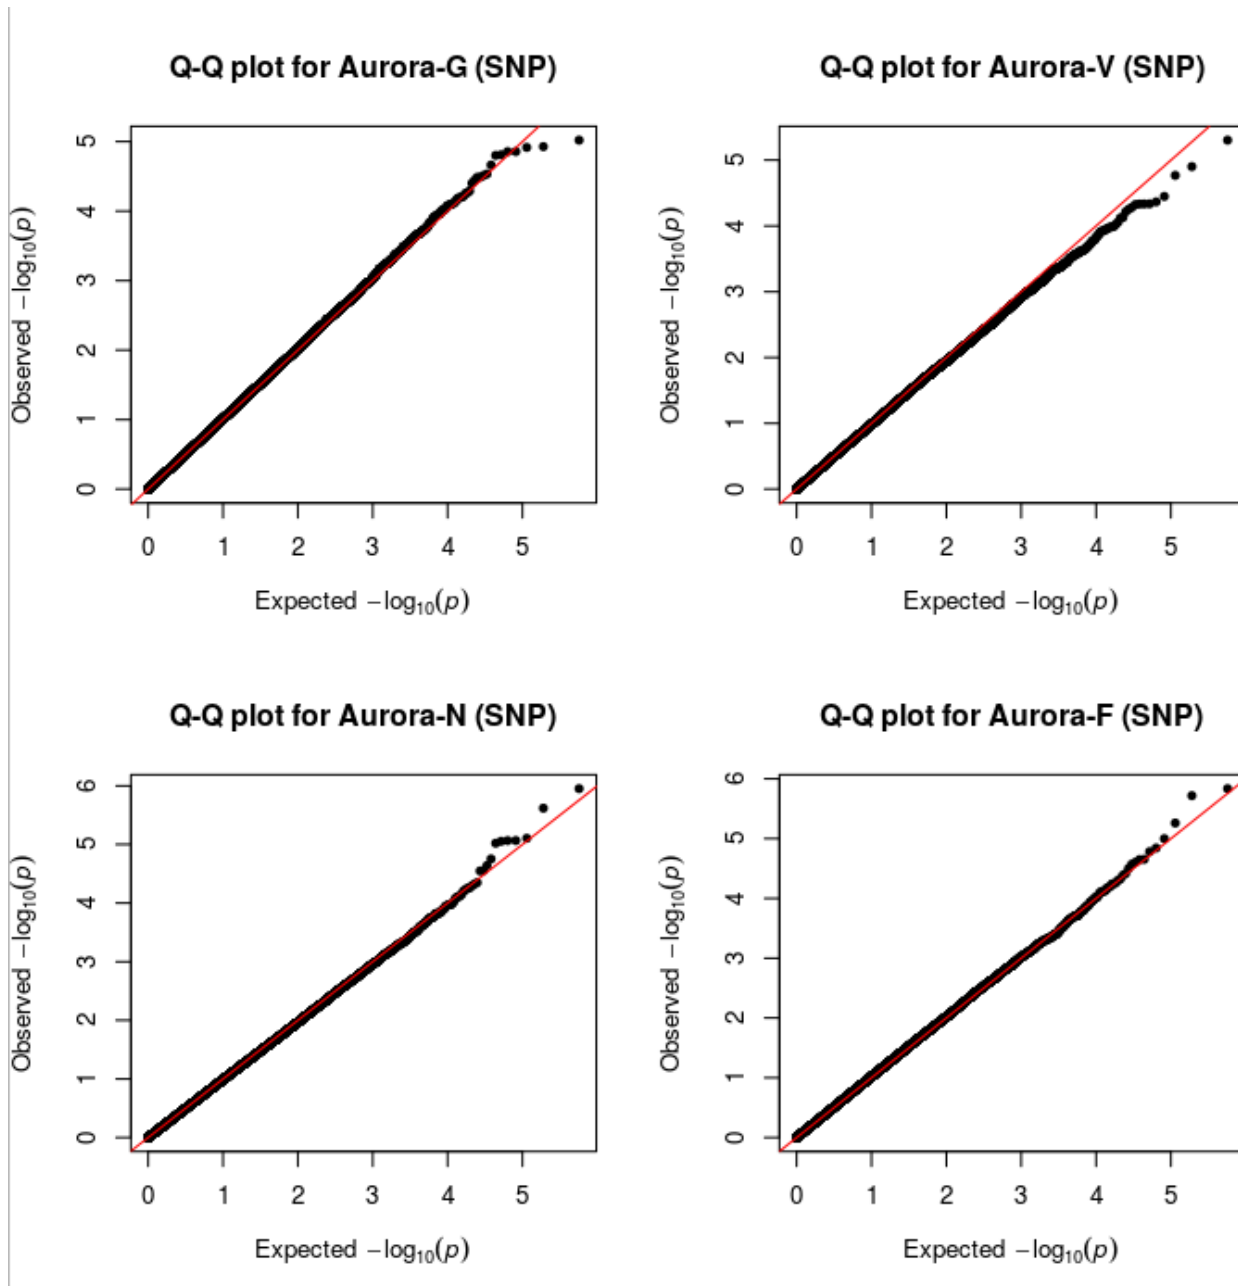 Q-Q plot for Aurora-G (SNP)
Observed −log10(p)
5
4
3
2
1
0
0 1 2 3 4 5
Expected −log10(p)
Q-Q plot for Aurora-V (SNP)
Observed −log10(p)
5
4
3
2
1
0
0 1 2 3 4 5
Expected −log10(p)
Q-Q plot for Aurora-N (SNP)
Observed −log10(p)
6
5
4
3
2
1
0
0 1 2 3 4 5
Expected −log10(p)
Q-Q plot for Aurora-F (SNP)
Observed −log10(p)
6
5
4
3
2
1
0
0 1 2 3 4 5
Expected −log10(p)